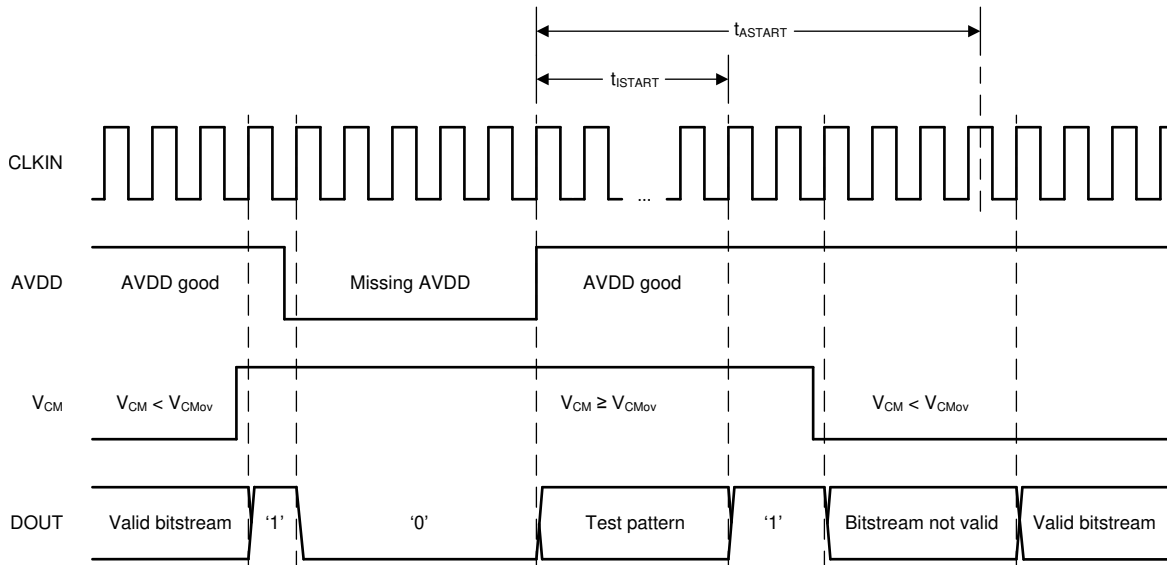 tASTART
tISTART
CLKIN
...
AVDD AVDD good Missing AVDD AVDD good
VCM VCM < VCMov VCM ≥ VCMov VCM < VCMov
DOUT Valid bitstream ‘1’ ‘0’ Test pattern ‘1’ Bitstream not valid Valid bitstream